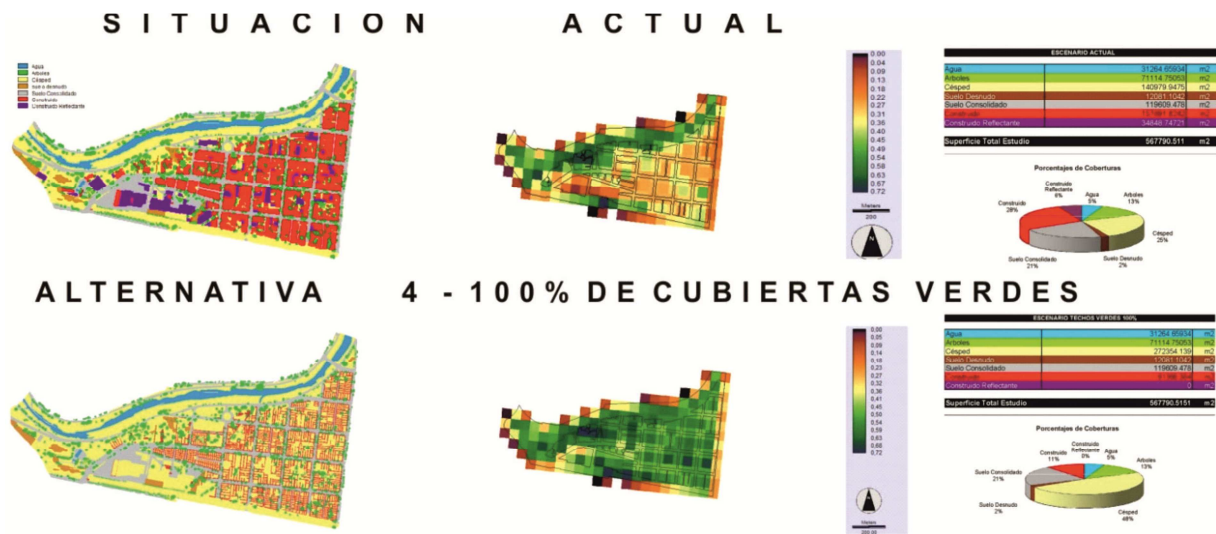 SITUACION ACTUAL
Agua
Arboles
Césped
Suelo Consolidado
Construido
Construido Reflectante
0.00
0.04
0.09
0.13
0.18
0.22
0.27
0.31
0.36
0.40
0.45
0.49
0.54
0.58
0.63
0.67
0.72
Meters
200
N
ESCENARIO ACTUAL
Agua 31264.65934 m2
Arboles 71114.75053 m2
Césped 140979.9475 m2
Suelo Desnudo 12081.1042 m2
Suelo Consolidado 119609.478 m2
Construido m2
Construido Reflectante 34848.74723 m2
Superficie Total Estudio 567790.511 m2
Porcentajes de Coberturas
Construido Reflectante 6%
Agua 5%
Arboles 13%
Césped 25%
Suelo Desnudo 2%
Suelo Consolidado 21%
Construido 28%
ALTERNATIVA 4 - 100% DE CUBIERTAS VERDES
0,00
0,05
0,09
0,14
0,18
0,23
0,27
0,32
0,36
0,41
0,45
0,50
0,54
0,59
0,63
0,68
0,72
Meters
ESCENARIO TECHOS VERDES 100%
Agua 31264.65934 m2
Arboles 71114.75053 m2
Césped 272354.139 m2
Suelo Desnudo 12081.1042 m2
Suelo Consolidado 119609.478 m2
Construido m2
Construido Reflectante 0 m2
Superficie Total Estudio 567790.5151 m2
Porcentajes de Coberturas
Construido Reflectante 0%
Agua 5%
Arboles 13%
Césped 48%
Suelo Desnudo 2%
Suelo Consolidado 21%
Construido 11%